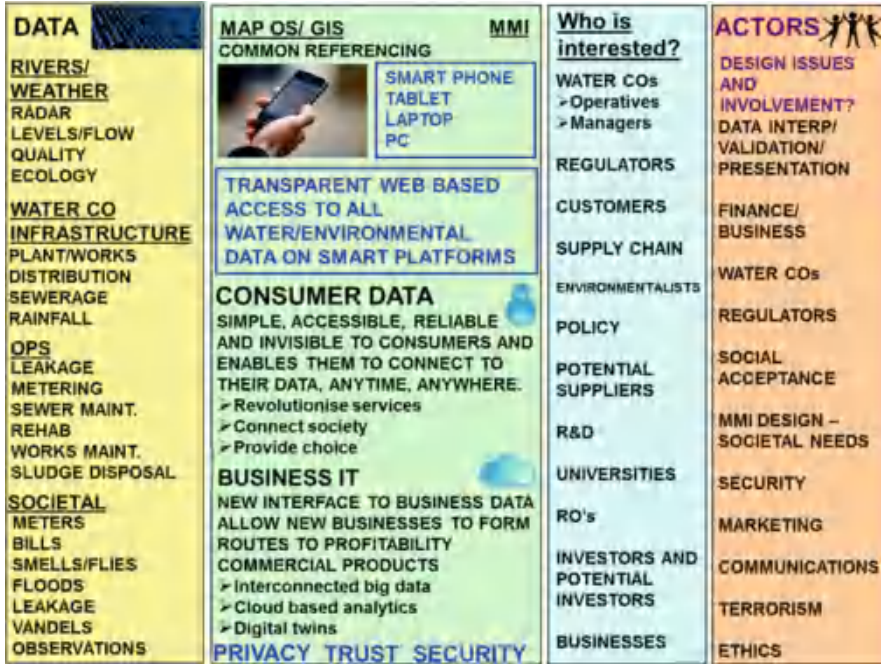 DATA
RIVERS/
WEATHER
RADAR
LEVELS/FLOW
QUALITY
ECOLOGY
WATER CO
INFRASTRUCTURE
PLANT/WORKS
DISTRIBUTION
SEWERAGE
RAINFALL
OPS
LEAKAGE
METERING
SEWER MAINT.
REHAB
WORKS MAINT.
SLUDGE DISPOSAL
SOCIETAL
METERS
BILLS
SMELLS/FLIES
FLOODS
LEAKAGE
VANDELS
OBSERVATIONS
MAP OS/ GIS MMI
COMMON REFERENCING
SMART PHONE
TABLET
LAPTOP
PC
TRANSPARENT WEB BASED
ACCESS TO ALL
WATER/ENVIRONMENTAL
DATA ON SMART PLATFORMS
CONSUMER DATA
SIMPLE, ACCESSIBLE, RELIABLE
AND INVISIBLE TO CONSUMERS AND
ENABLES THEM TO CONNECT TO
THEIR DATA, ANYTIME, ANYWHERE.
➢Revolutionise services
➢Connect society
➢Provide choice
BUSINESS IT
NEW INTERFACE TO BUSINESS DATA
ALLOW NEW BUSINESSES TO FORM
ROUTES TO PROFITABILITY
COMMERCIAL PRODUCTS
➢Interconnected big data
➢Cloud based analytics
➢Digital twins
PRIVACY TRUST SECURITY
Who is
interested?
WATER COs
➢Operatives
➢Managers
REGULATORS
CUSTOMERS
SUPPLY CHAIN
ENVIRONMENTALISTS
POLICY
POTENTIAL
SUPPLIERS
R&D
UNIVERSITIES
RO's
INVESTORS AND
POTENTIAL
INVESTORS
BUSINESSES
ACTORS
DESIGN ISSUES
AND
INVOLVEMENT?
DATA INTERP/
VALIDATION/
PRESENTATION
FINANCE/
BUSINESS
WATER COs
REGULATORS
SOCIAL
ACCEPTANCE
MMI DESIGN –
SOCIETAL NEEDS
SECURITY
MARKETING
COMMUNICATIONS
TERRORISM
ETHICS